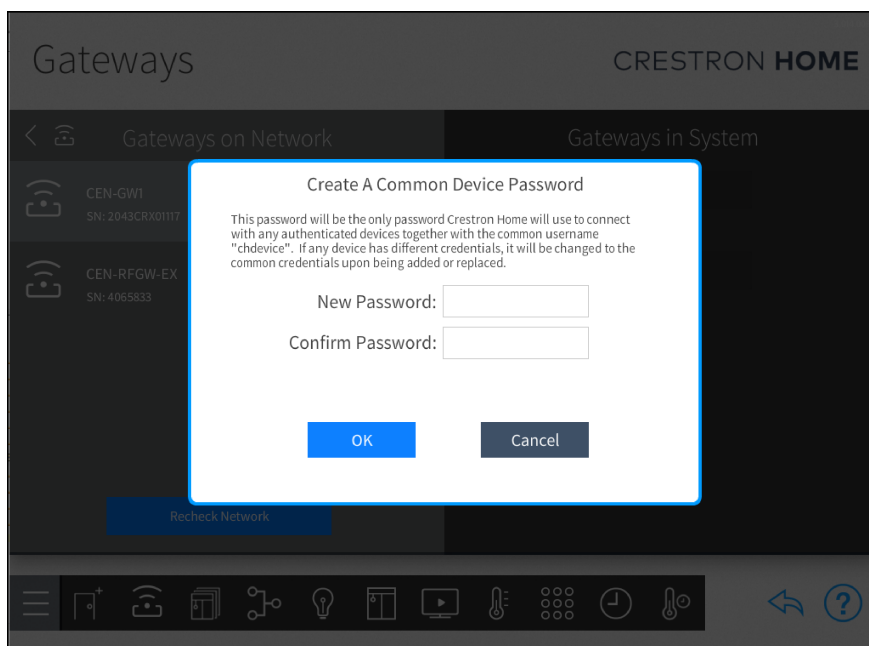 Gateways
CRESTRON HOME
Gateways on Network
Gateways in System
CEN-GW1
SN: 2043CRX01117
CEN-RFGW-EX
SN: 4065833
Create A Common Device Password
This password will be the only password Crestron Home will use to connect
with any authenticated devices together with the common username
"chdevice". If any device has different credentials, it will be changed to the
common credentials upon being added or replaced.
New Password:
Confirm Password:
OK
Cancel
Recheck Network
?